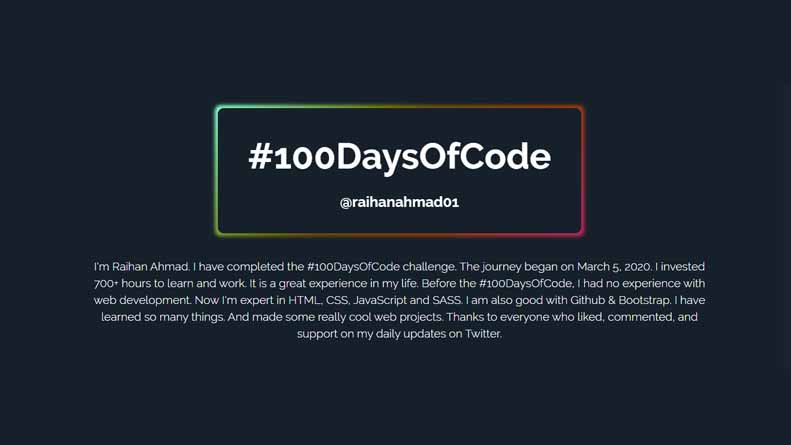 #100DaysOfCode
@raihanahmad01
I'm Raihan Ahmad. I have completed the #100DaysOfCode challenge. The journey began on March 5, 2020. I invested
700+ hours to learn and work. It is a great experience in my life. Before the #100DaysOfCode, I had no experience with
web development. Now I'm expert in HTML, CSS, JavaScript and SASS. I am also good with Github & Bootstrap. I have
learned so many things. And made some really cool web projects. Thanks to everyone who liked, commented, and
support on my daily updates on Twitter.